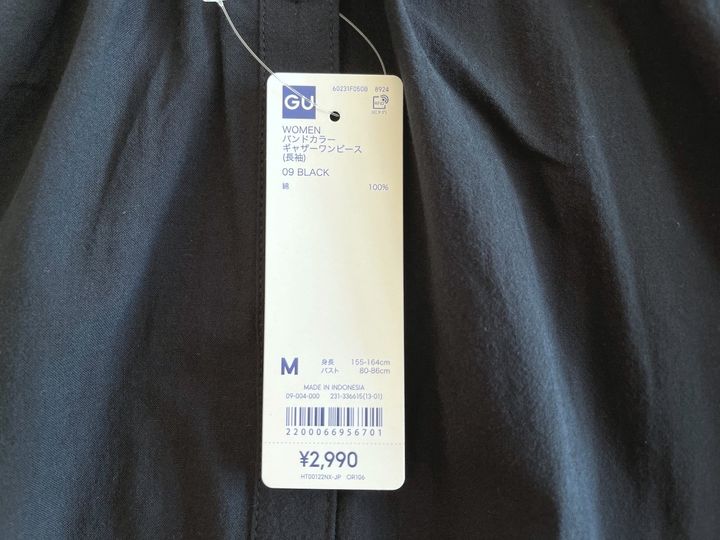 60231F050B 8924
GU
WOMEN
バンドカラー
ギャザーワンピース
(長袖)
09 BLACK
綿 100%
M
身長 155-164cm
バスト 80-86cm
MADE IN INDONESIA
09-004-000 231-336615(13-01)
2200066956701
¥2,990
HT00122NX-JP OR106